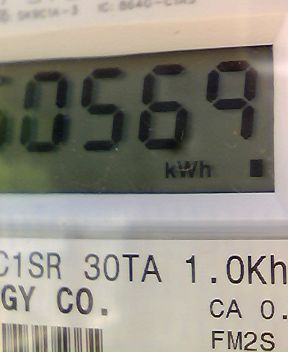 0569
kWh
C1SR 30TA 1.0Kh
GY CO.
CA 0.
FM2S